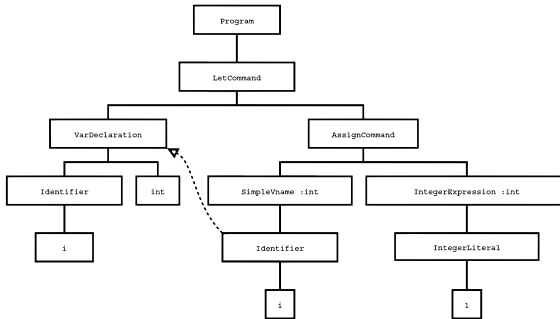 Program
LetCommand
VarDeclaration
AssignCommand
Identifier
int
SimpleVname :int
IntegerExpression :int
i
Identifier
IntegerLiteral
i
1